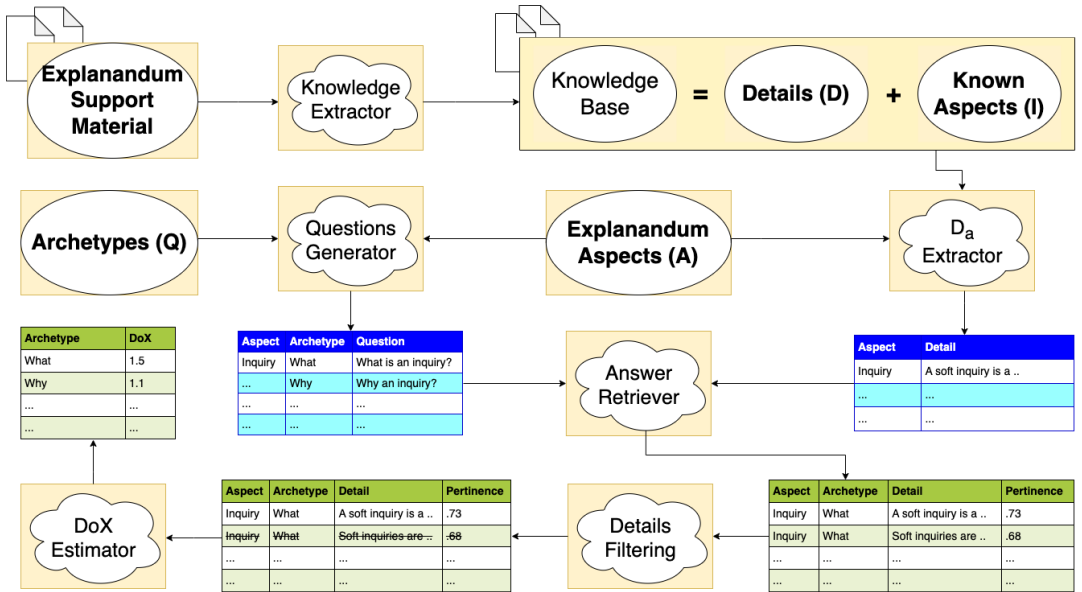 Explanandum
Support
Material
Knowledge
Extractor
Knowledge
Base
=
Details (D)
+
Known
Aspects (I)
Archetypes (Q)
Questions
Generator
Explanandum
Aspects (A)
Da
Extractor
Archetype DoX
What 1.5
Why 1.1
... ...
... ...
Aspect Archetype Question
Inquiry What What is an inquiry?
... Why Why an inquiry?
... ... ...
... ... ...
Answer
Retriever
Aspect Detail
Inquiry A soft inquiry is a ..
... ...
... ...
DoX
Estimator
Aspect Archetype Detail Pertinence
Inquiry What A soft inquiry is a .. .73
Inquiry What Soft inquiries are .. .68
... ... ...
... ... ...
Details
Filtering
Aspect Archetype Detail Pertinence
Inquiry What A soft inquiry is a .. .73
Inquiry What Soft inquiries are .. .68
... ... ...
... ... ...